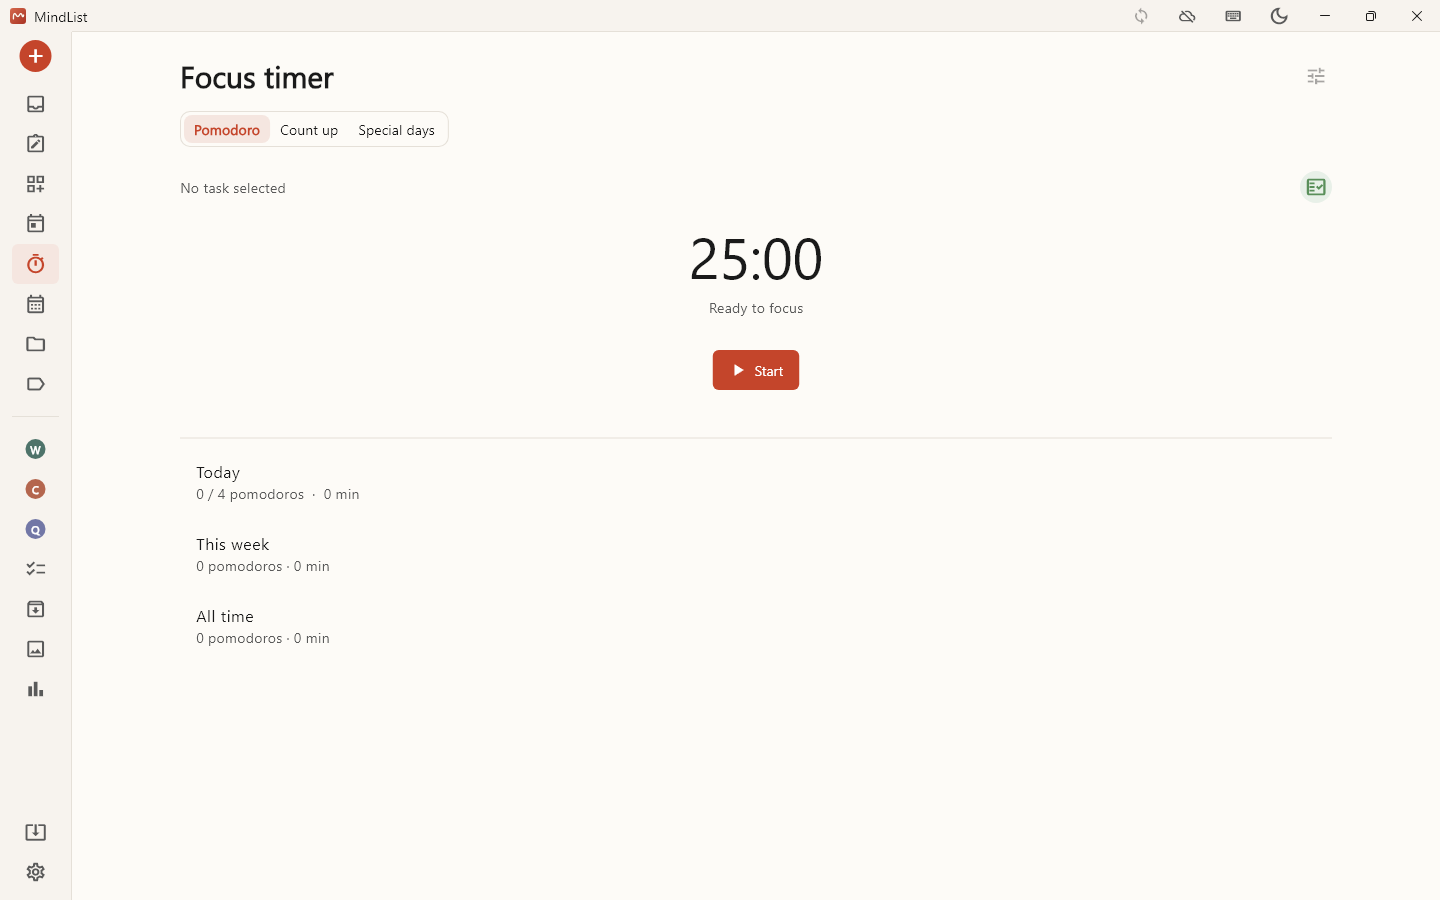 MindList
Focus timer
Pomodoro
Count up
Special days
No task selected
25:00
Ready to focus
Start
Today
0 / 4 pomodoros · 0 min
This week
0 pomodoros · 0 min
All time
0 pomodoros · 0 min
W
C
Q